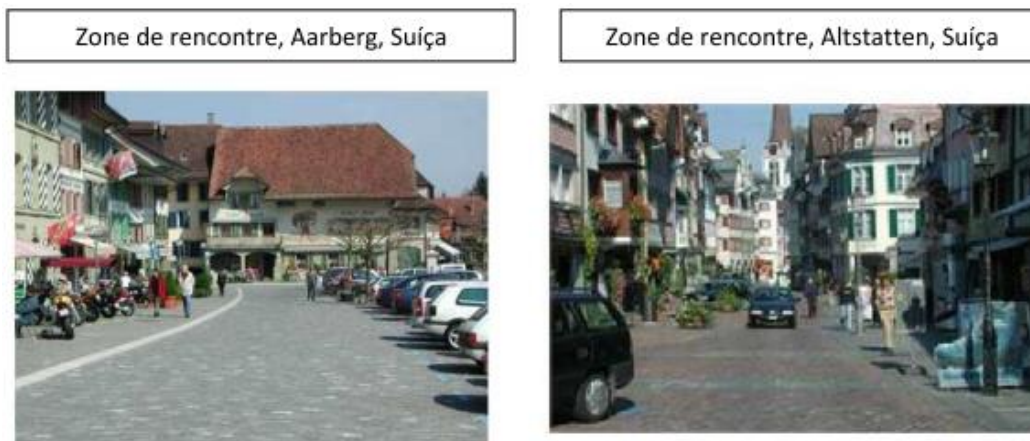 Zone de rencontre, Aarberg, Suíça
Zone de rencontre, Altstatten, Suíça